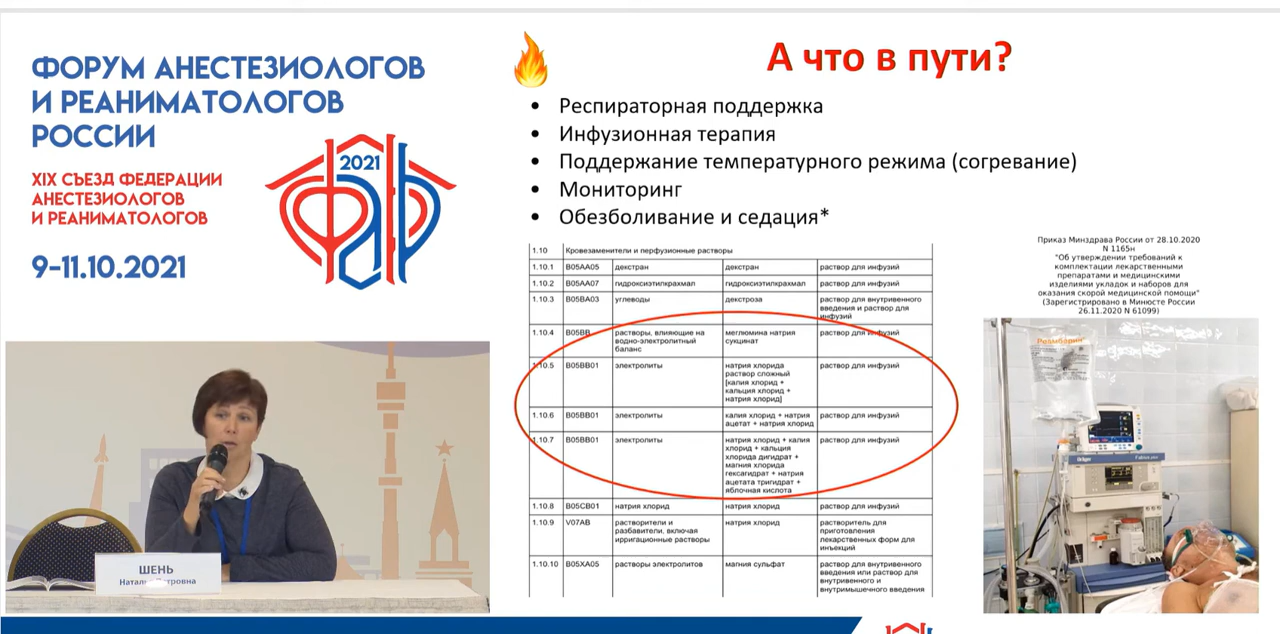 ФОРУМ АНЕСТЕЗИОЛОГОВ
И РЕАНИМАТОЛОГОВ
РОССИИ
XIX СЪЕЗД ФЕДЕРАЦИИ
АНЕСТЕЗИОЛОГОВ
И РЕАНИМАТОЛОГОВ
2021
ФАР
9-11.10.2021
ШЕНЬ
Наталья Петровна
А что в пути?
• Респираторная поддержка
• Инфузионная терапия
• Поддержание температурного режима (согревание)
• Мониторинг
• Обезболивание и седация*
1.10 Кровезаменители и перфузионные растворы
1.10.1 B05AA05 декстран декстран раствор для инфузий
1.10.2 B05AA07 гидроксиэтилкрахмал гидроксиэтилкрахмал раствор для инфузий
1.10.3 B05BA03 углеводы декстроза раствор для внутривенного
введения и раствор для
инфузий
1.10.4 B05BB растворы, влияющие на меглюмина натрия раствор для инфузий
водно-электролитный сукцинат
баланс
1.10.5 B05BB01 электролиты натрия хлорида раствор для инфузий
раствор сложный
[калия хлорид +
кальция хлорид +
натрия хлорид]
1.10.6 B05BB01 электролиты калия хлорид + натрия раствор для инфузий
ацетат + натрия хлорид
1.10.7 B05BB01 электролиты натрия хлорид + калия раствор для инфузий
хлорид + кальция
хлорида дигидрат +
магния хлорида
гексагидрат + натрия
ацетата тригидрат +
яблочная кислота
1.10.8 B05CB01 натрия хлорид натрия хлорид раствор для инфузий
1.10.9 V07AB растворители и натрия хлорид растворитель для
разбавители, включая приготовления
ирригационные растворы лекарственных форм для
инъекций
1.10.10 B05XA05 растворы электролитов магния сульфат раствор для внутривенного
введения или раствор для
внутривенного и
внутримышечного введения
Приказ Минздрава России от 28.10.2020
N 1165н
"Об утверждении требований к
комплектации лекарственными
препаратами и медицинскими
изделиями укладок и наборов для
оказания скорой медицинской помощи"
(Зарегистрировано в Минюсте России
26.11.2020 N 61099)
Dräger